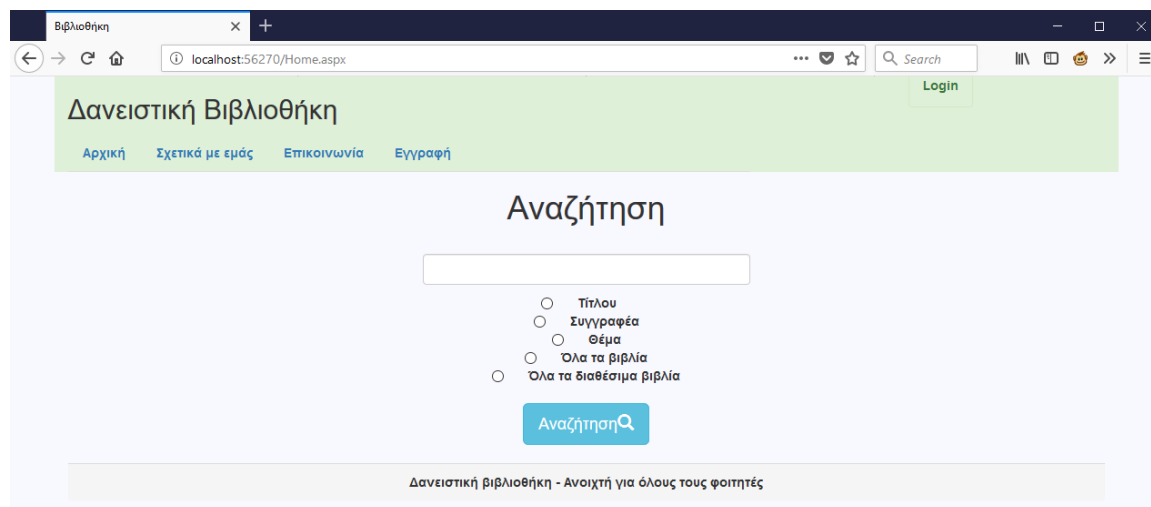 Βιβλιοθήκη
localhost:56270/Home.aspx
Search
Login
Δανειστική Βιβλιοθήκη
Αρχική Σχετικά με εμάς Επικοινωνία Εγγραφή
Αναζήτηση
Τίτλου
Συγγραφέα
Θέμα
Όλα τα βιβλία
Όλα τα διαθέσιμα βιβλία
Αναζήτηση
Δανειστική βιβλιοθήκη - Ανοιχτή για όλους τους φοιτητές